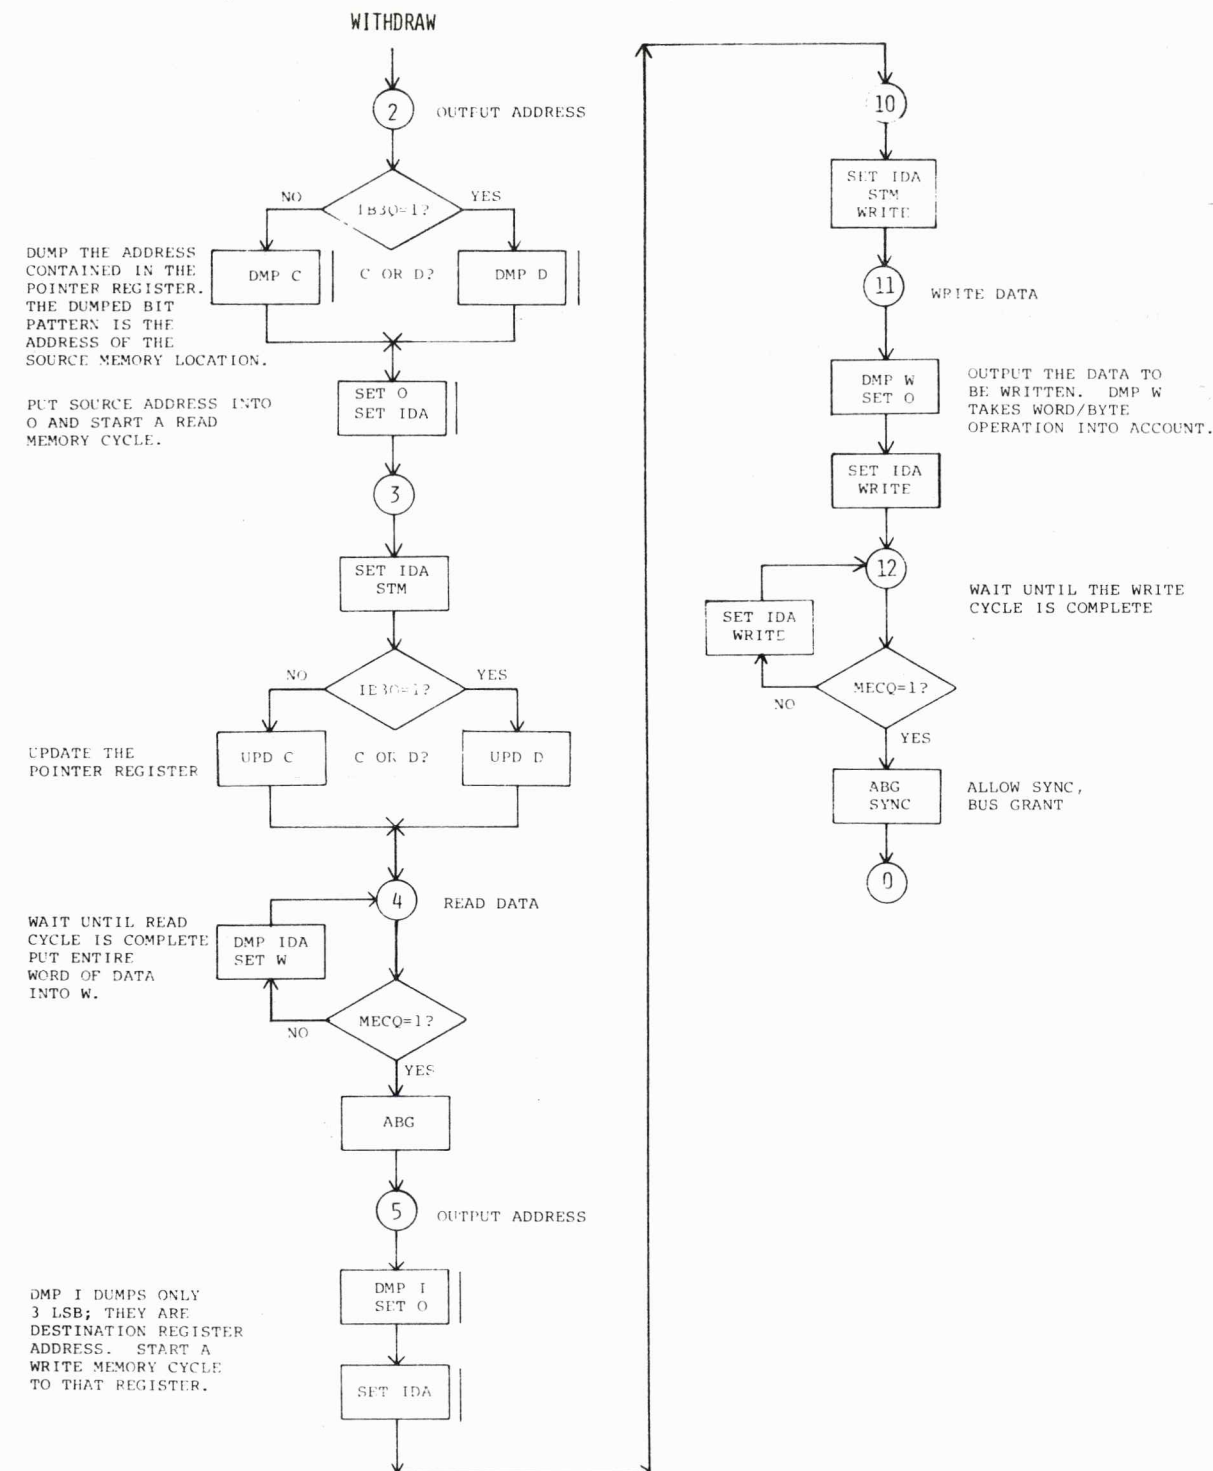 WITHDRAW
2
OUTPUT ADDRESS
NO
IB3Q=1?
YES
DUMP THE ADDRESS
CONTAINED IN THE
POINTER REGISTER.
THE DUMPED BIT
PATTERN IS THE
ADDRESS OF THE
SOURCE MEMORY LOCATION.
DMP C
C OR D?
DMP D
PUT SOURCE ADDRESS INTO
O AND START A READ
MEMORY CYCLE.
SET O
SET IDA
3
SET IDA
STM
NO
IB3Q=1?
YES
UPDATE THE
POINTER REGISTER
UPD C
C OR D?
UPD D
4
READ DATA
WAIT UNTIL READ
CYCLE IS COMPLETE
PUT ENTIRE
WORD OF DATA
INTO W.
DMP IDA
SET W
MECQ=1?
NO
YES
ABG
5
OUTPUT ADDRESS
DMP I DUMPS ONLY
3 LSB; THEY ARE
DESTINATION REGISTER
ADDRESS. START A
WRITE MEMORY CYCLE
TO THAT REGISTER.
DMP I
SET O
SET IDA
10
SET IDA
STM
WRITE
11
WRITE DATA
DMP W
SET O
OUTPUT THE DATA TO
BE WRITTEN. DMP W
TAKES WORD/BYTE
OPERATION INTO ACCOUNT.
SET IDA
WRITE
12
WAIT UNTIL THE WRITE
CYCLE IS COMPLETE
SET IDA
WRITE
MECQ=1?
NO
YES
ABG
SYNC
ALLOW SYNC,
BUS GRANT
0